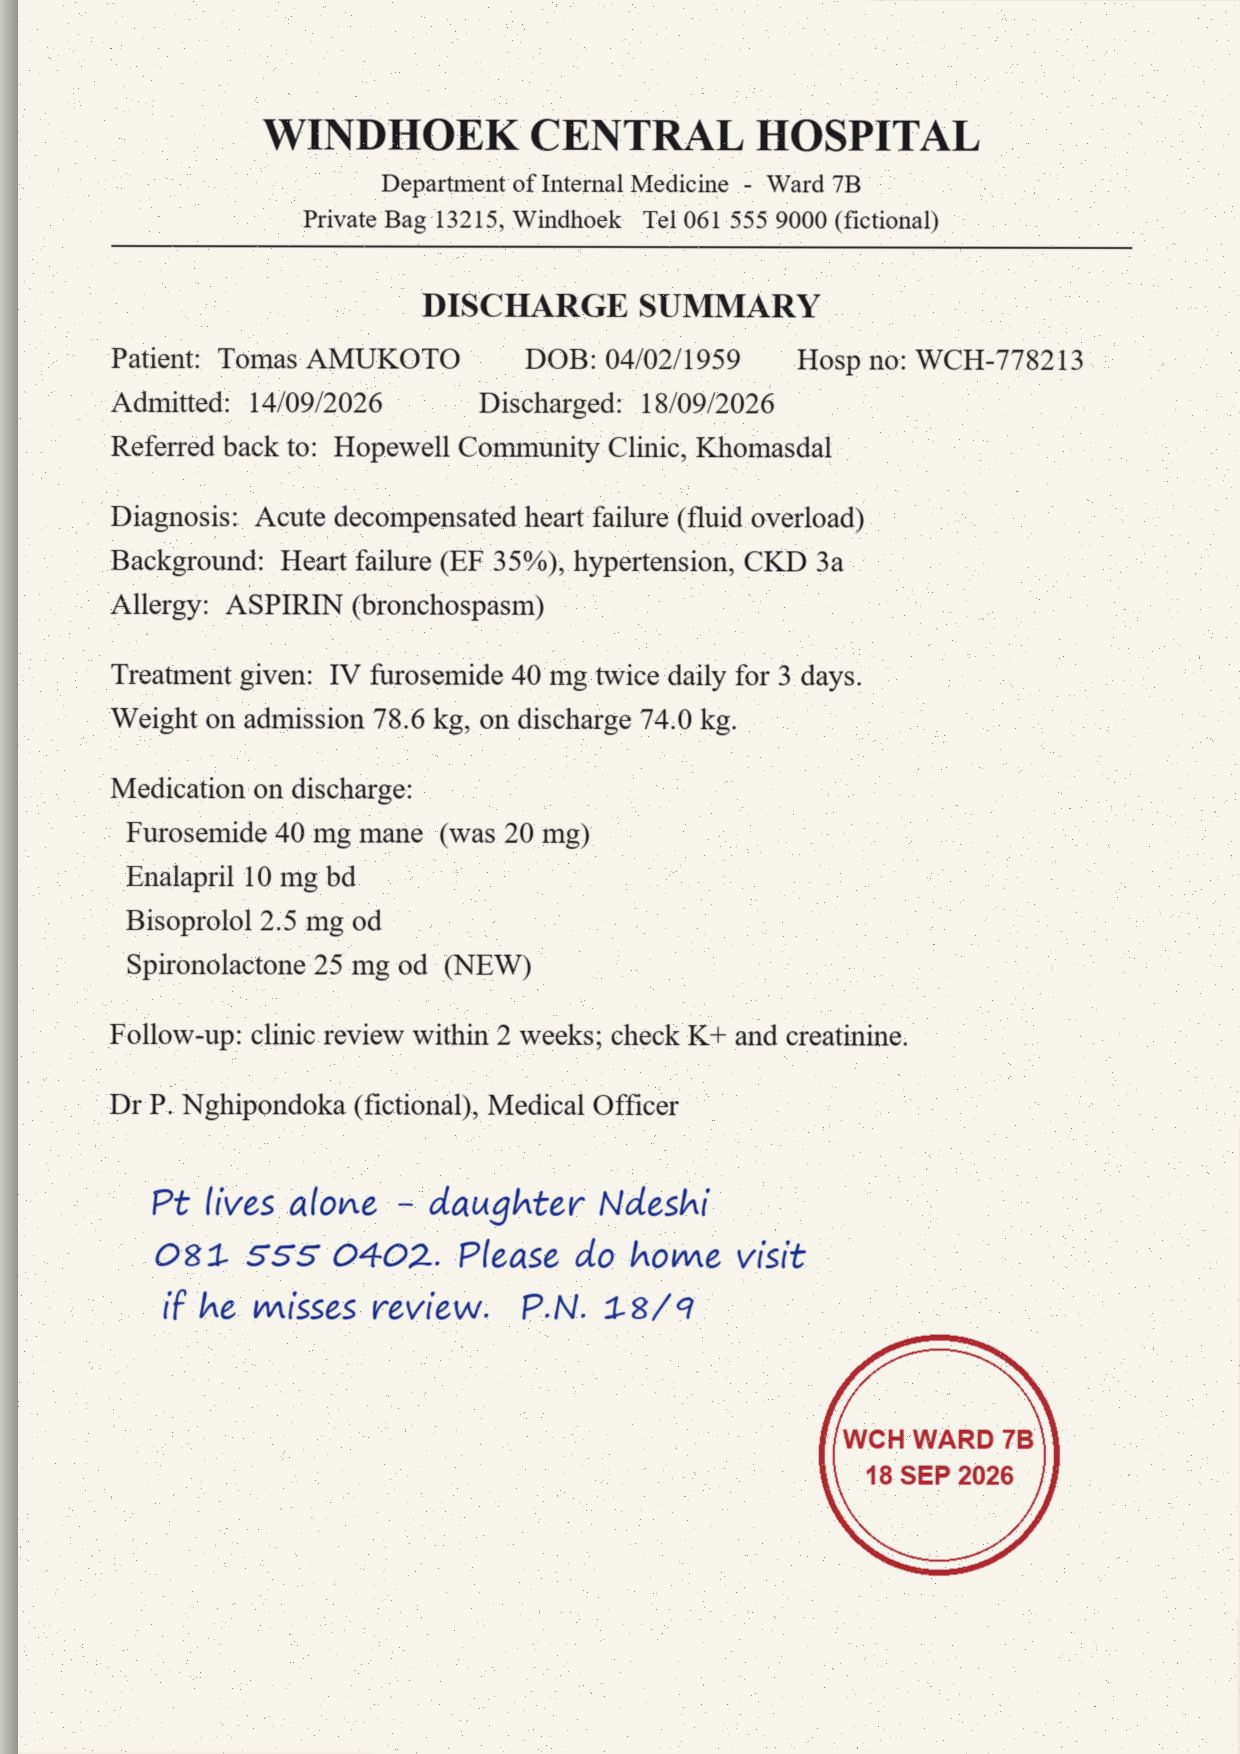 WINDHOEK CENTRAL HOSPITAL
Department of Internal Medicine - Ward 7B
Private Bag 13215, Windhoek Tel 061 555 9000 (fictional)
DISCHARGE SUMMARY
Patient: Tomas AMUKOTO DOB: 04/02/1959 Hosp no: WCH-778213
Admitted: 14/09/2026 Discharged: 18/09/2026
Referred back to: Hopewell Community Clinic, Khomasdal
Diagnosis: Acute decompensated heart failure (fluid overload)
Background: Heart failure (EF 35%), hypertension, CKD 3a
Allergy: ASPIRIN (bronchospasm)
Treatment given: IV furosemide 40 mg twice daily for 3 days.
Weight on admission 78.6 kg, on discharge 74.0 kg.
Medication on discharge:
Furosemide 40 mg mane (was 20 mg)
Enalapril 10 mg bd
Bisoprolol 2.5 mg od
Spironolactone 25 mg od (NEW)
Follow-up: clinic review within 2 weeks; check K+ and creatinine.
Dr P. Nghipondoka (fictional), Medical Officer
Pt lives alone - daughter Ndeshi
081 555 0402. Please do home visit
if he misses review. P.N. 18/9
WCH WARD 7B
18 SEP 2026